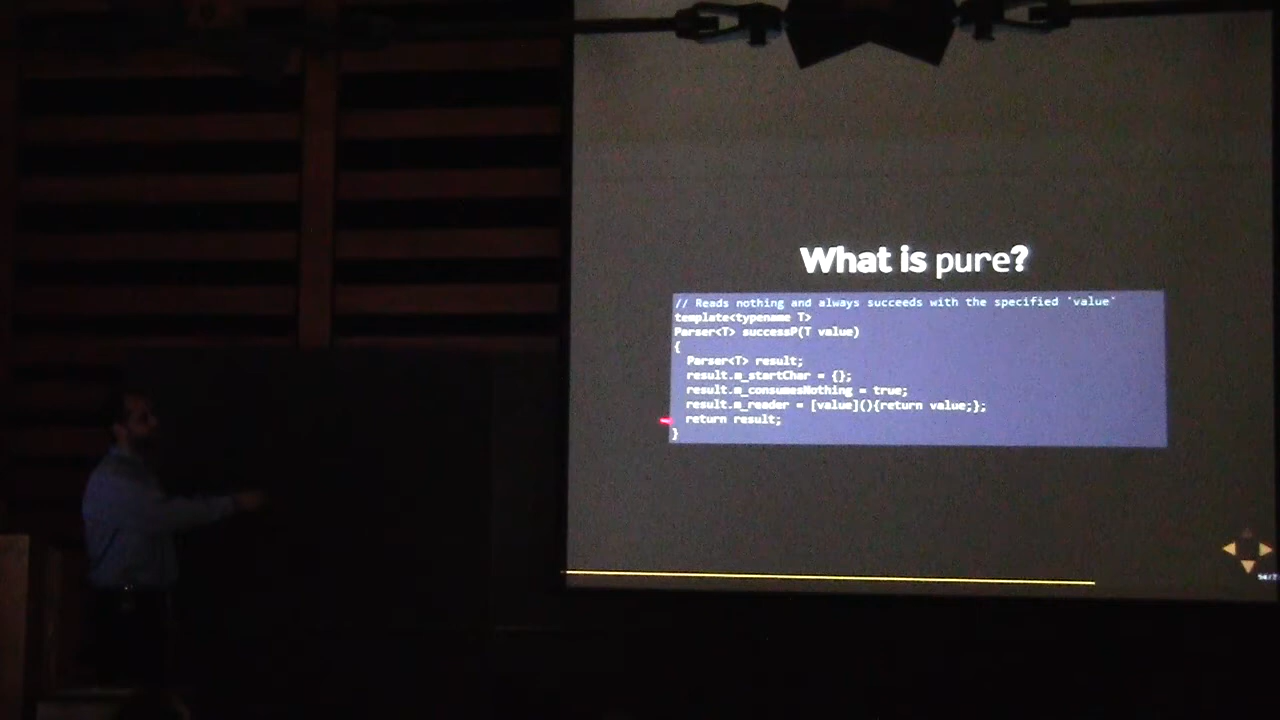 What is pure?
// Reads nothing and always succeeds with the specified `value`
template<typename T>
Parser<T> successP(T value)
{
Parser<T> result;
result.m_startChar = {};
result.m_consumesNothing = true;
result.m_reader = [value](){return value;};
return result;
}